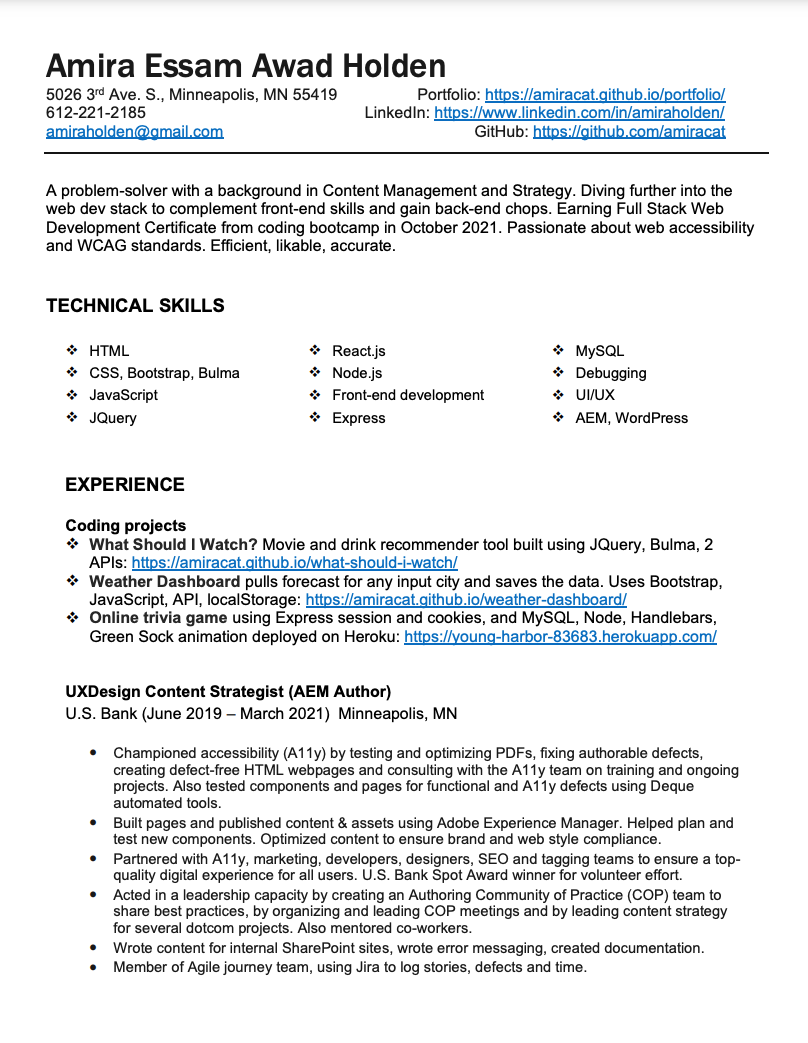 Amira Essam Awad Holden
5026 3rd Ave. S., Minneapolis, MN 55419 Portfolio: https://amiracat.github.io/portfolio/
612-221-2185 LinkedIn: https://www.linkedin.com/in/amiraholden/
amiraholden@gmail.com GitHub: https://github.com/amiracat
A problem-solver with a background in Content Management and Strategy. Diving further into the
web dev stack to complement front-end skills and gain back-end chops. Earning Full Stack Web
Development Certificate from coding bootcamp in October 2021. Passionate about web accessibility
and WCAG standards. Efficient, likable, accurate.
TECHNICAL SKILLS
❖ HTML ❖ React.js ❖ MySQL
❖ CSS, Bootstrap, Bulma ❖ Node.js ❖ Debugging
❖ JavaScript ❖ Front-end development ❖ UI/UX
❖ JQuery ❖ Express ❖ AEM, WordPress
EXPERIENCE
Coding projects
❖ What Should I Watch? Movie and drink recommender tool built using JQuery, Bulma, 2
APIs: https://amiracat.github.io/what-should-i-watch/
❖ Weather Dashboard pulls forecast for any input city and saves the data. Uses Bootstrap,
JavaScript, API, localStorage: https://amiracat.github.io/weather-dashboard/
❖ Online trivia game using Express session and cookies, and MySQL, Node, Handlebars,
Green Sock animation deployed on Heroku: https://young-harbor-83683.herokuapp.com/
UXDesign Content Strategist (AEM Author)
U.S. Bank (June 2019 – March 2021) Minneapolis, MN
• Championed accessibility (A11y) by testing and optimizing PDFs, fixing authorable defects,
creating defect-free HTML webpages and consulting with the A11y team on training and ongoing
projects. Also tested components and pages for functional and A11y defects using Deque
automated tools.
• Built pages and published content & assets using Adobe Experience Manager. Helped plan and
test new components. Optimized content to ensure brand and web style compliance.
• Partnered with A11y, marketing, developers, designers, SEO and tagging teams to ensure a top-
quality digital experience for all users. U.S. Bank Spot Award winner for volunteer effort.
• Acted in a leadership capacity by creating an Authoring Community of Practice (COP) team to
share best practices, by organizing and leading COP meetings and by leading content strategy
for several dotcom projects. Also mentored co-workers.
• Wrote content for internal SharePoint sites, wrote error messaging, created documentation.
• Member of Agile journey team, using Jira to log stories, defects and time.